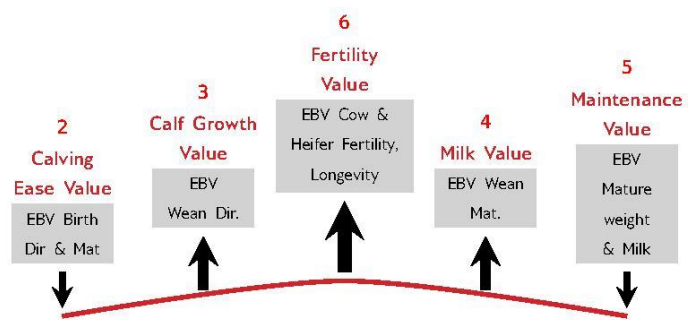 2
Calving
Ease Value
EBV Birth
Dir & Mat
3
Calf Growth
Value
EBV
Wean Dir.
6
Fertility
Value
EBV Cow &
Heifer Fertility,
Longevity
4
Milk Value
EBV Wean
Mat.
5
Maintenance
Value
EBV
Mature
weight
& Milk